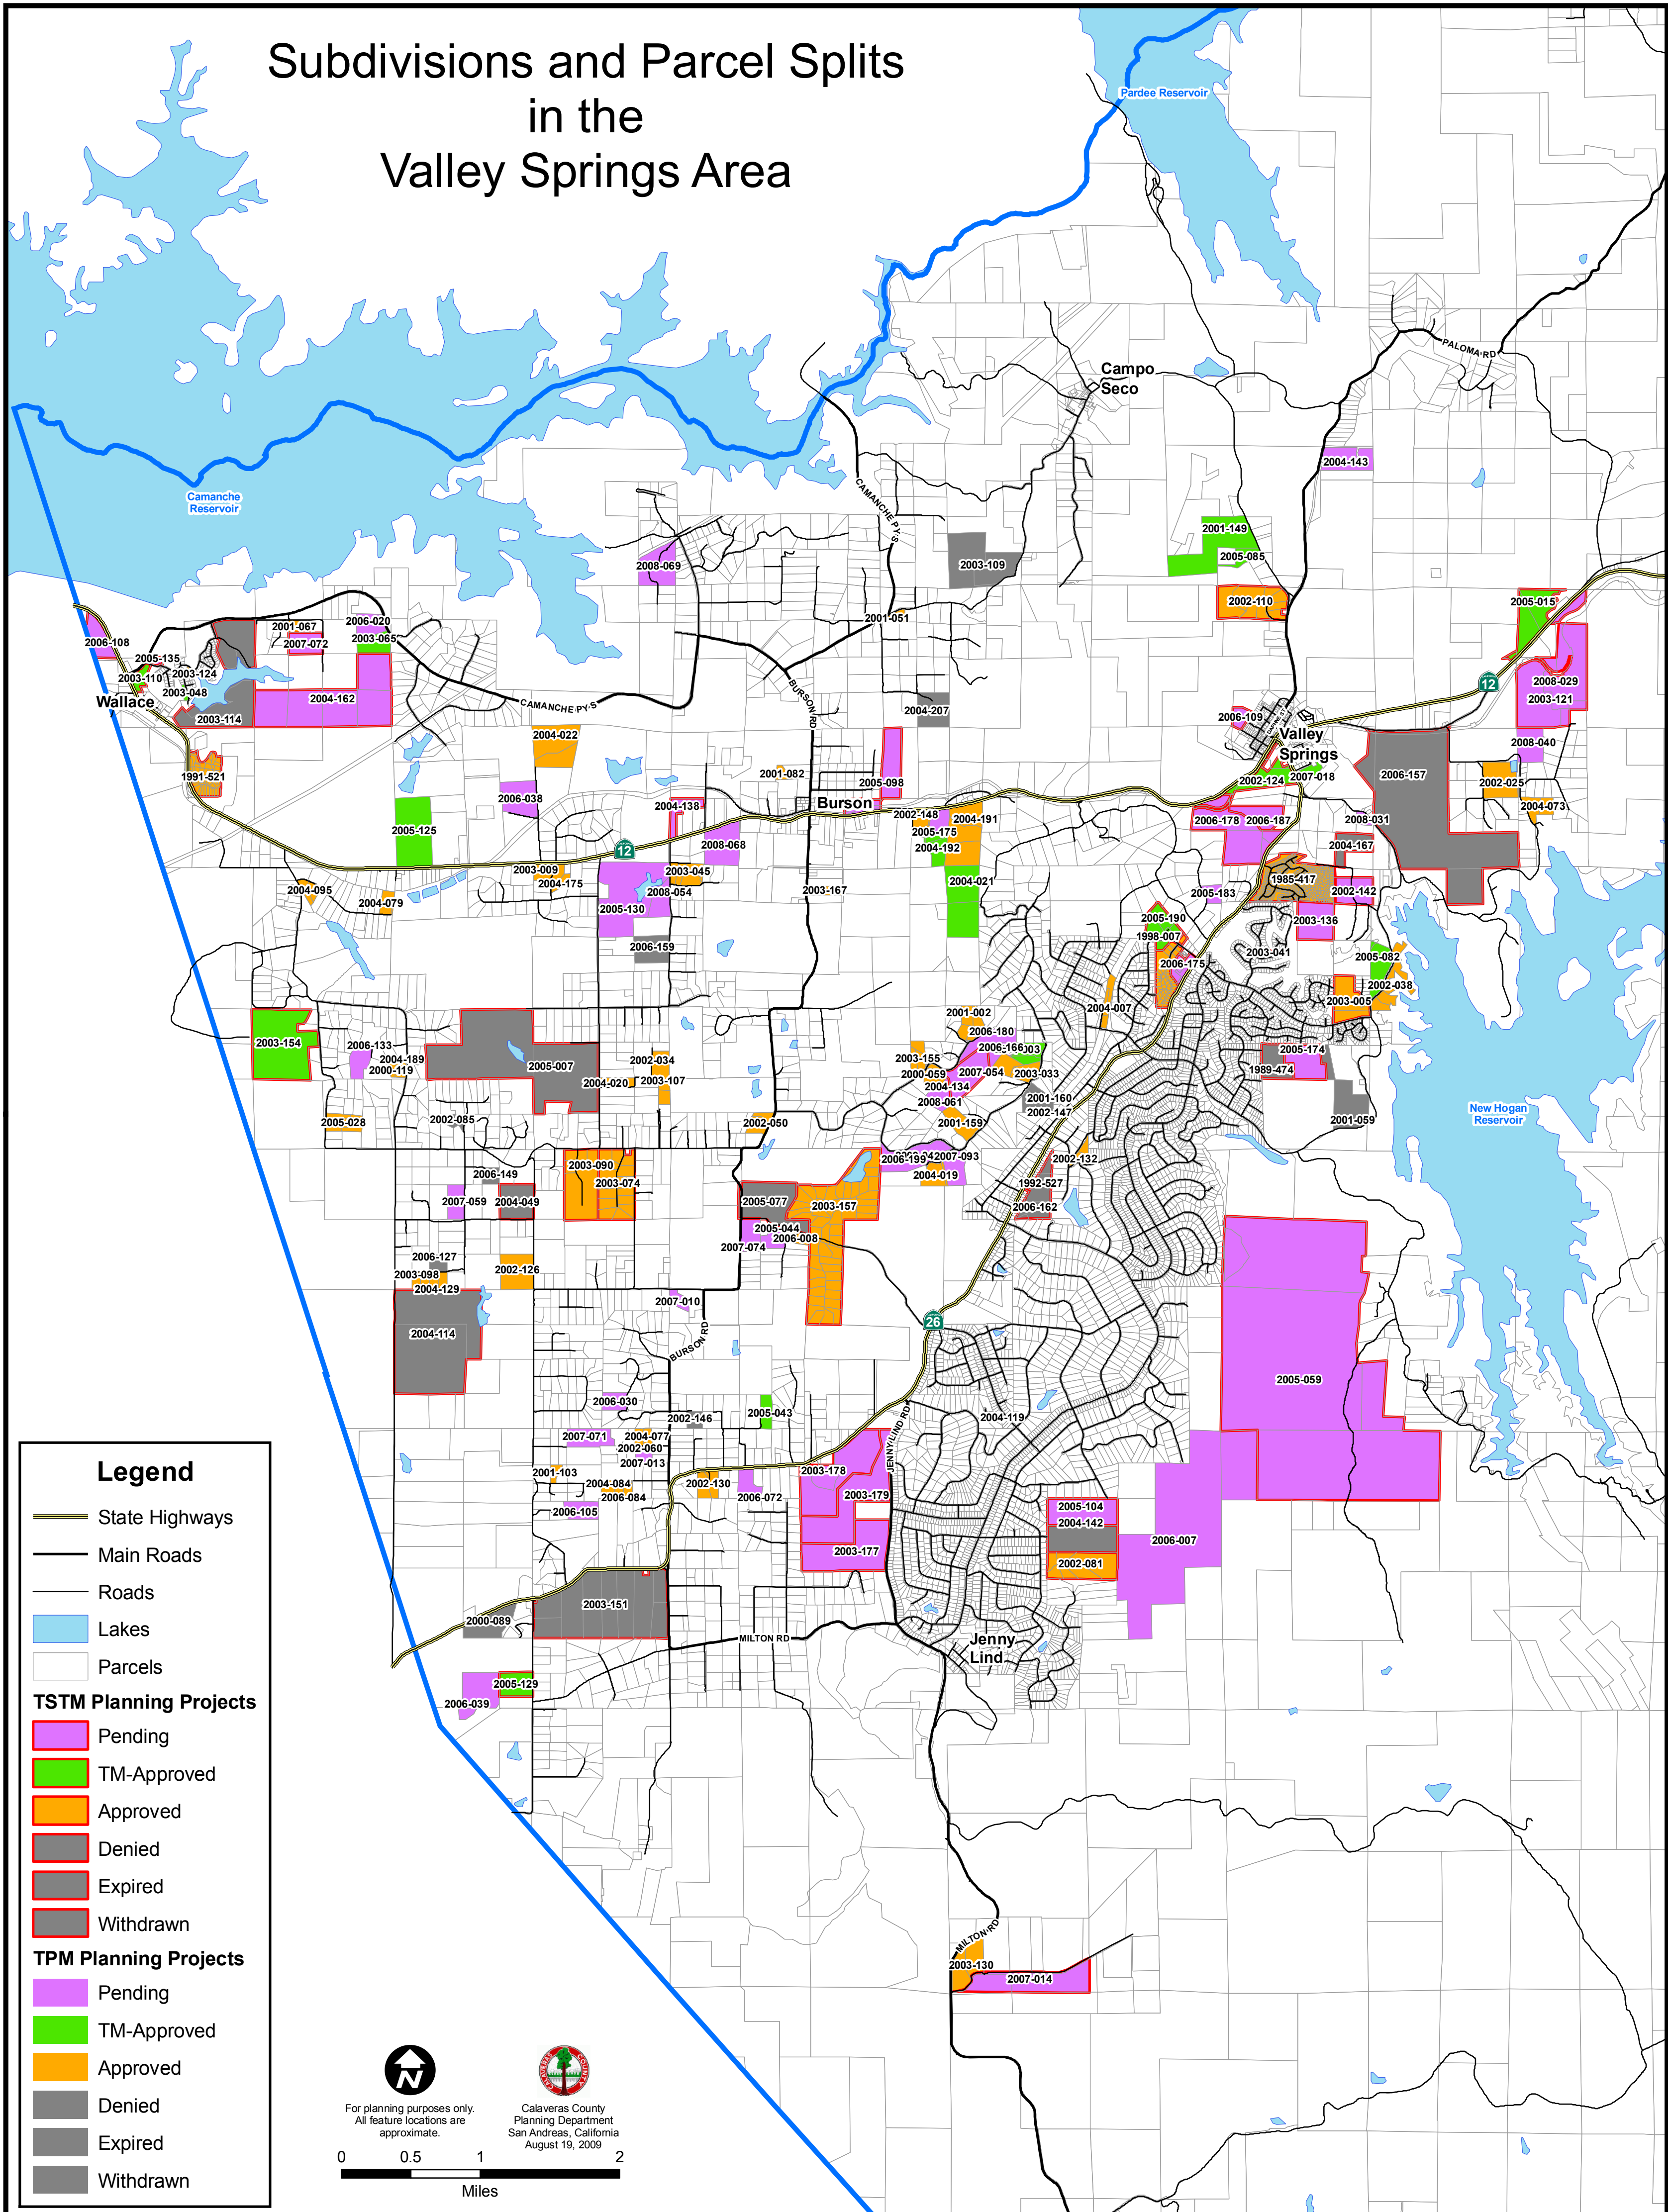 Subdivisions and Parcel Splits
in the
Valley Springs Area
Pardee Reservoir
PALOMA RD
Campo
Seco
2004-143
Camanche
Reservoir
CAMANCHE PY S
2001-149
2005-085
2003-109
2008-069
2002-110
2005-015
2001-051
2006-108
2001-067
2007-072
2006-020
2003-065
2005-135
2003-110
2003-124
2003-048
Wallace
2003-114
2004-162
CAMANCHE PY S
BURSON RD
2004-207
12
2008-029
2003-121
2006-109
Valley
Springs
2004-022
2008-040
1991-521
2001-082
2005-098
2002-124
2007-018
2006-157
2002-025
2006-038
2004-138
Burson
2002-148
2004-191
2005-175
2004-192
2006-178
2006-187
2008-031
2004-073
2005-125
12
2008-068
2004-167
2003-009
2004-175
2003-045
2008-054
2004-021
1985-417
2002-142
2004-095
2004-079
2005-130
2003-167
2005-183
2003-136
2005-190
1998-007
2006-159
2003-041
2005-082
2006-175
2002-038
2003-005
2004-007
2001-002
2006-180
2003-154
2006-133
2004-189
2000-119
2005-007
2002-034
2004-020
2003-107
2003-155
2000-059
2006-166
03
2007-054
2003-033
2004-134
2008-061
2001-160
2002-147
2005-174
1989-474
2001-059
New Hogan
Reservoir
2005-028
2002-085
2002-050
2001-159
2006-199
2007-093
2004-019
2002-132
2003-090
2003-074
2006-149
2007-059
2004-049
2005-077
2003-157
1992-527
2006-162
2005-044
2006-008
2007-074
2006-127
2003-098
2004-129
2002-126
2007-010
2004-114
BURSON RD
26
2005-059
2006-030
2002-146
2005-043
2004-119
JENNY LIND RD
2007-071
2004-077
2002-060
2007-013
2001-103
2004-084
2006-084
2002-130
2006-072
2003-178
2003-179
2006-105
2005-104
2004-142
2002-081
2006-007
2003-177
2003-151
2000-089
MILTON RD
Jenny
Lind
2005-129
2006-039
MILTON RD
2003-130
2007-014
Legend
State Highways
Main Roads
Roads
Lakes
Parcels
TSTM Planning Projects
Pending
TM-Approved
Approved
Denied
Expired
Withdrawn
TPM Planning Projects
Pending
TM-Approved
Approved
Denied
Expired
Withdrawn
N
For planning purposes only.
All feature locations are
approximate.
CALAVERAS COUNTY
Calaveras County
Planning Department
San Andreas, California
August 19, 2009
0 0.5 1 2
Miles